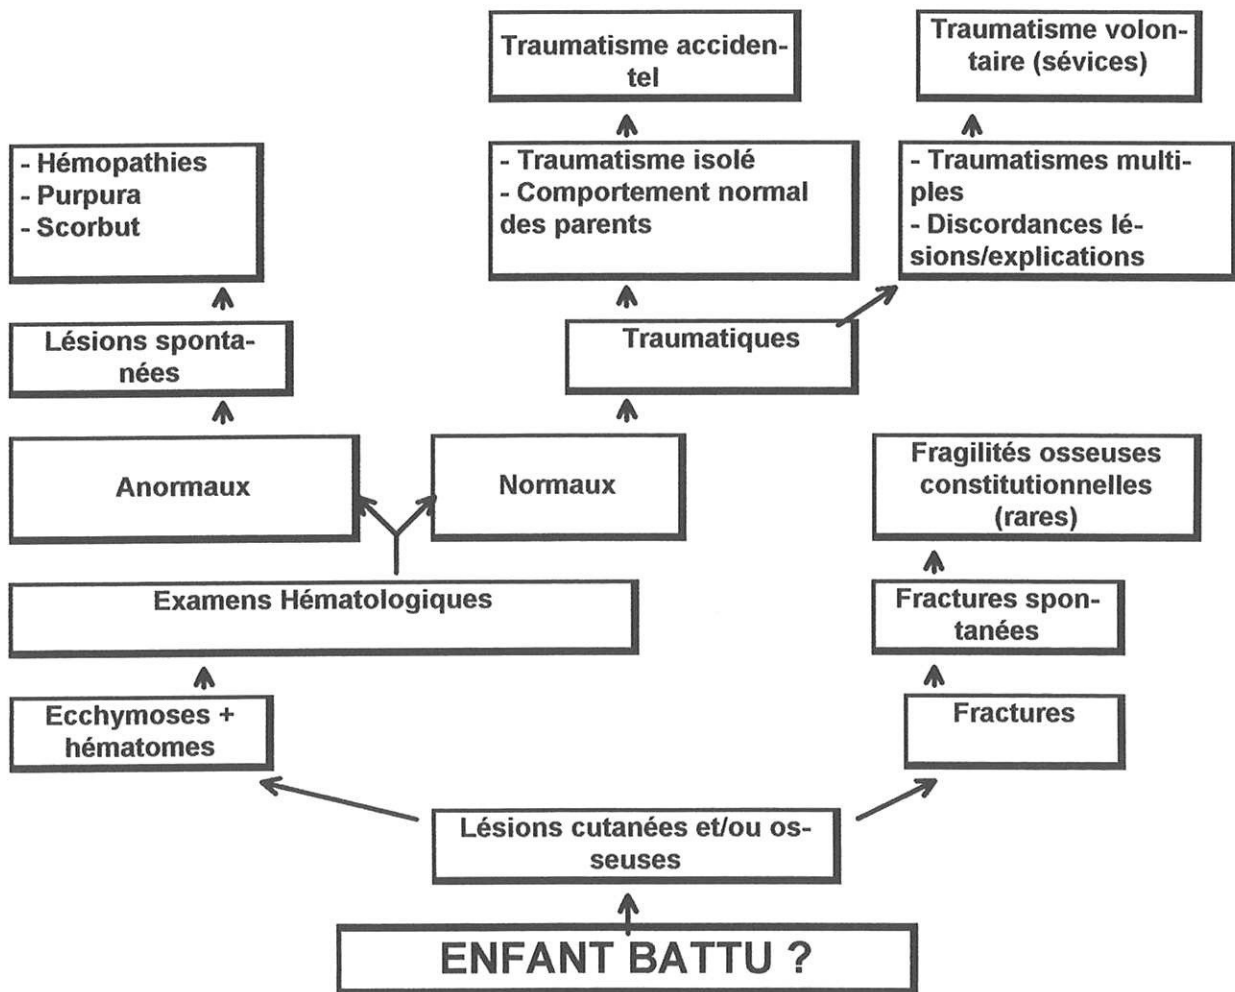 Traumatisme acciden-
tel
Traumatisme volon-
taire (sévices)
- Hémopathies
- Purpura
- Scorbut
- Traumatisme isolé
- Comportement normal
des parents
- Traumatismes multi-
ples
- Discordances lé-
sions/explications
Lésions sponta-
nées
Traumatiques
Anormaux
Normaux
Fragilités osseuses
constitutionnelles
(rares)
Examens Hématologiques
Fractures spon-
tanées
Ecchymoses +
hématomes
Fractures
Lésions cutanées et/ou os-
seuses
ENFANT BATTU ?